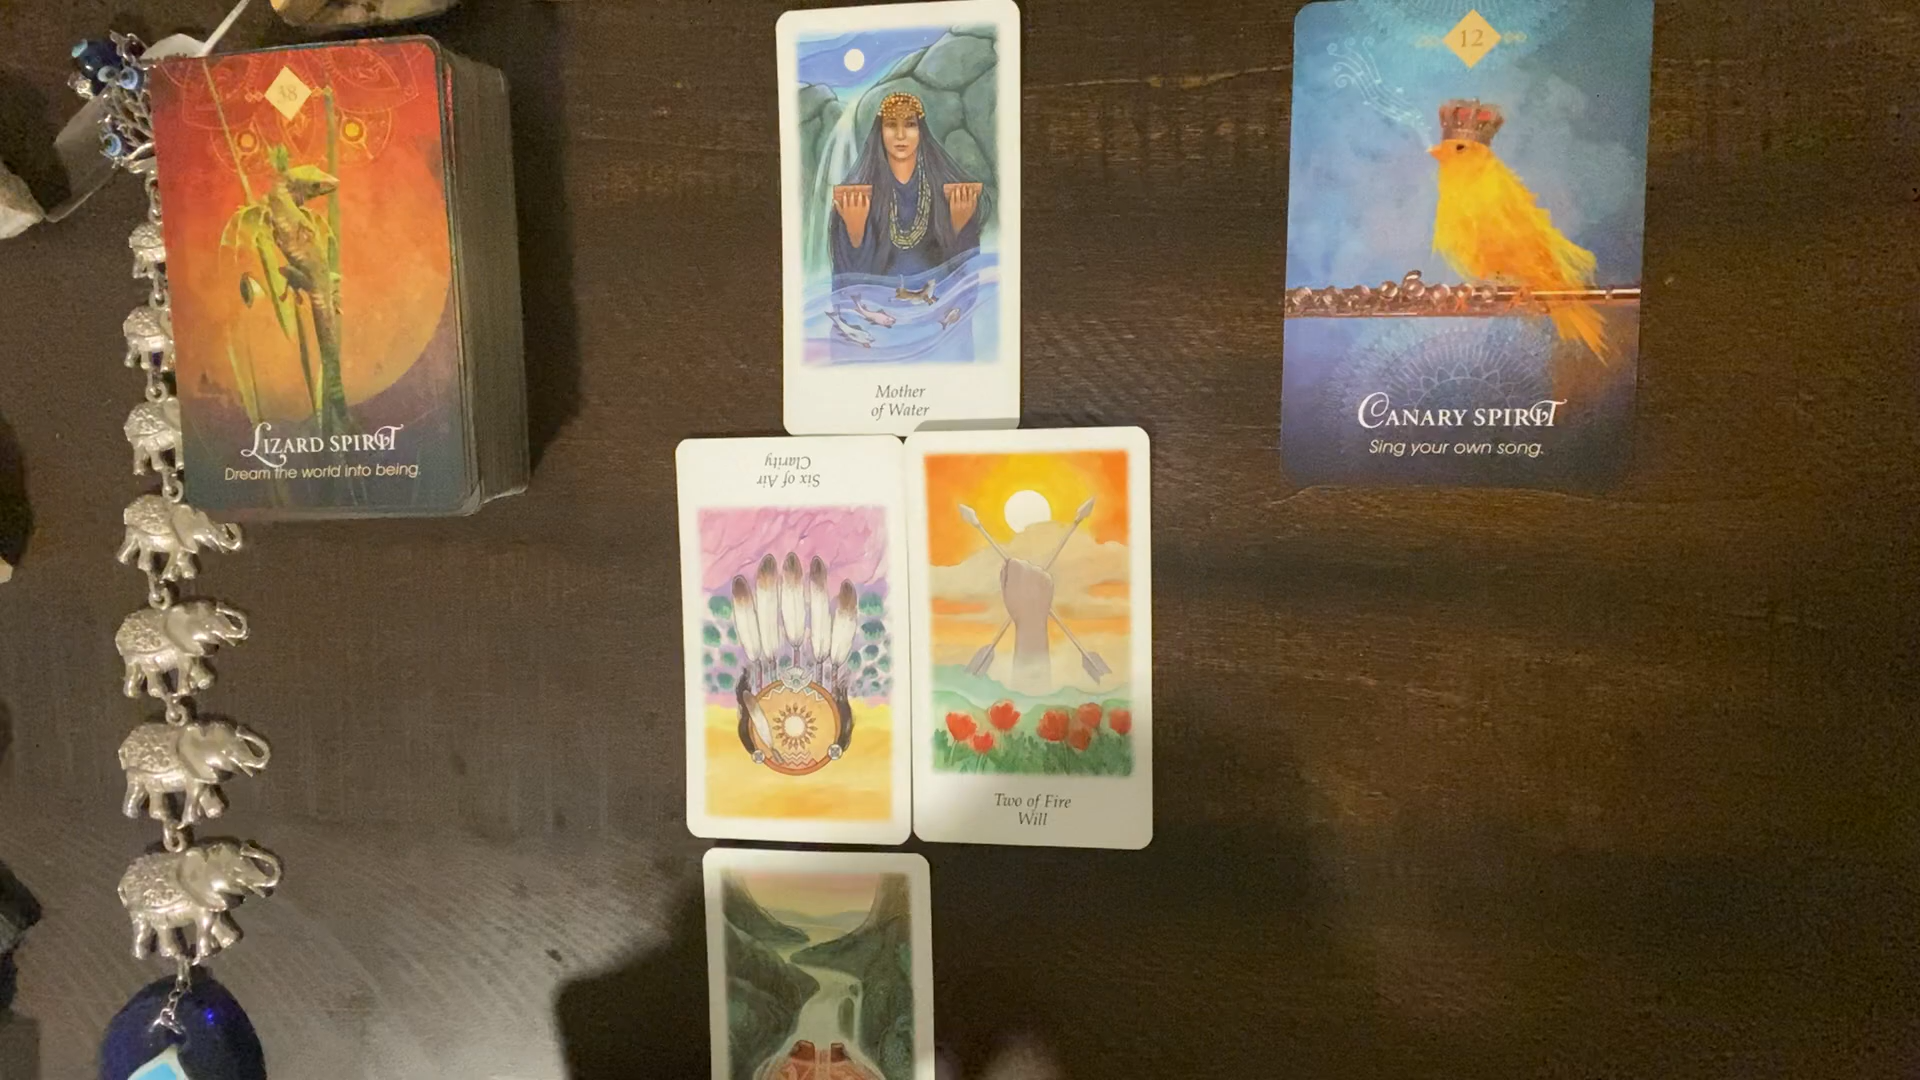 38
LIZARD SPIRIT
Dream the world into being.
Mother
of Water
12
CANARY SPIRIT
Sing your own song.
Six of Air
Clarity
Two of Fire
Will